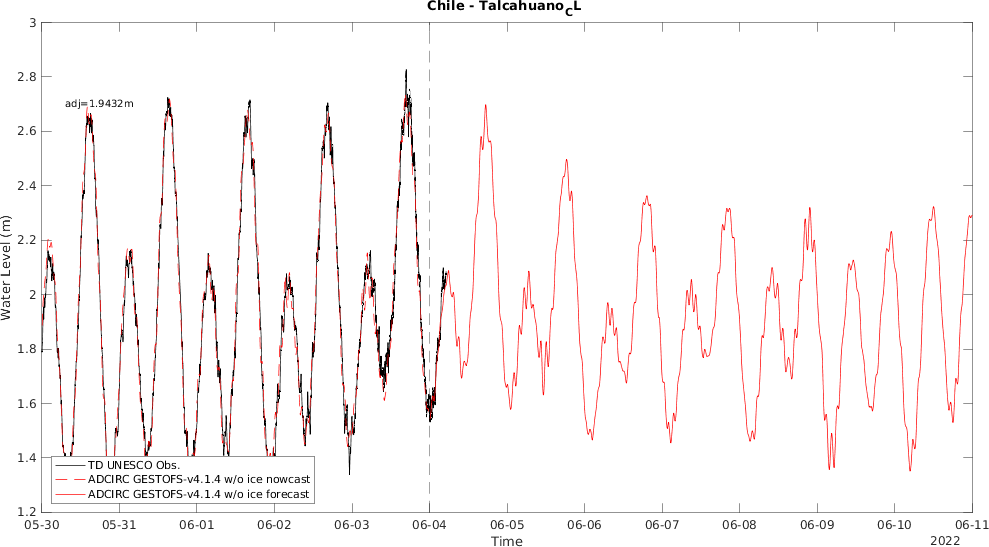 Chile - Talcahuano_CL
adj=1.9432m
Water Level (m)
3
2.8
2.6
2.4
2.2
2
1.8
1.6
1.4
1.2
TD UNESCO Obs.
ADCIRC GESTOFS-v4.1.4 w/o ice nowcast
ADCIRC GESTOFS-v4.1.4 w/o ice forecast
05-30 05-31 06-01 06-02 06-03 06-04 06-05 06-06 06-07 06-08 06-09 06-10 06-11
Time
2022